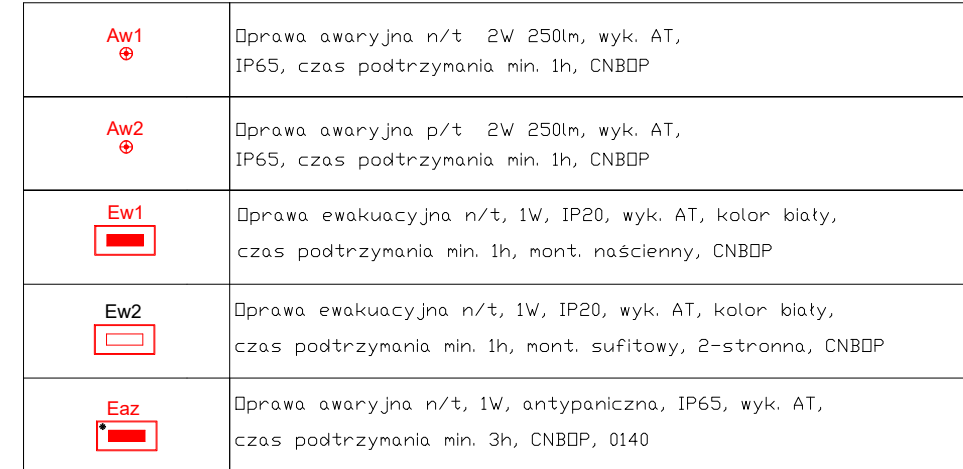 Aw1
Oprawa awaryjna n/t 2W 250lm, wyk. AT,
IP65, czas podtrzymania min. 1h, CNBOP
Aw2
Oprawa awaryjna p/t 2W 250lm, wyk. AT,
IP65, czas podtrzymania min. 1h, CNBOP
Ew1
Oprawa ewakuacyjna n/t, 1W, IP20, wyk. AT, kolor biały,
czas podtrzymania min. 1h, mont. naścienny, CNBOP
Ew2
Oprawa ewakuacyjna n/t, 1W, IP20, wyk. AT, kolor biały,
czas podtrzymania min. 1h, mont. sufitowy, 2-stronna, CNBOP
Eaz
Oprawa awaryjna n/t, 1W, antypaniczna, IP65, wyk. AT,
czas podtrzymania min. 3h, CNBOP, 0140